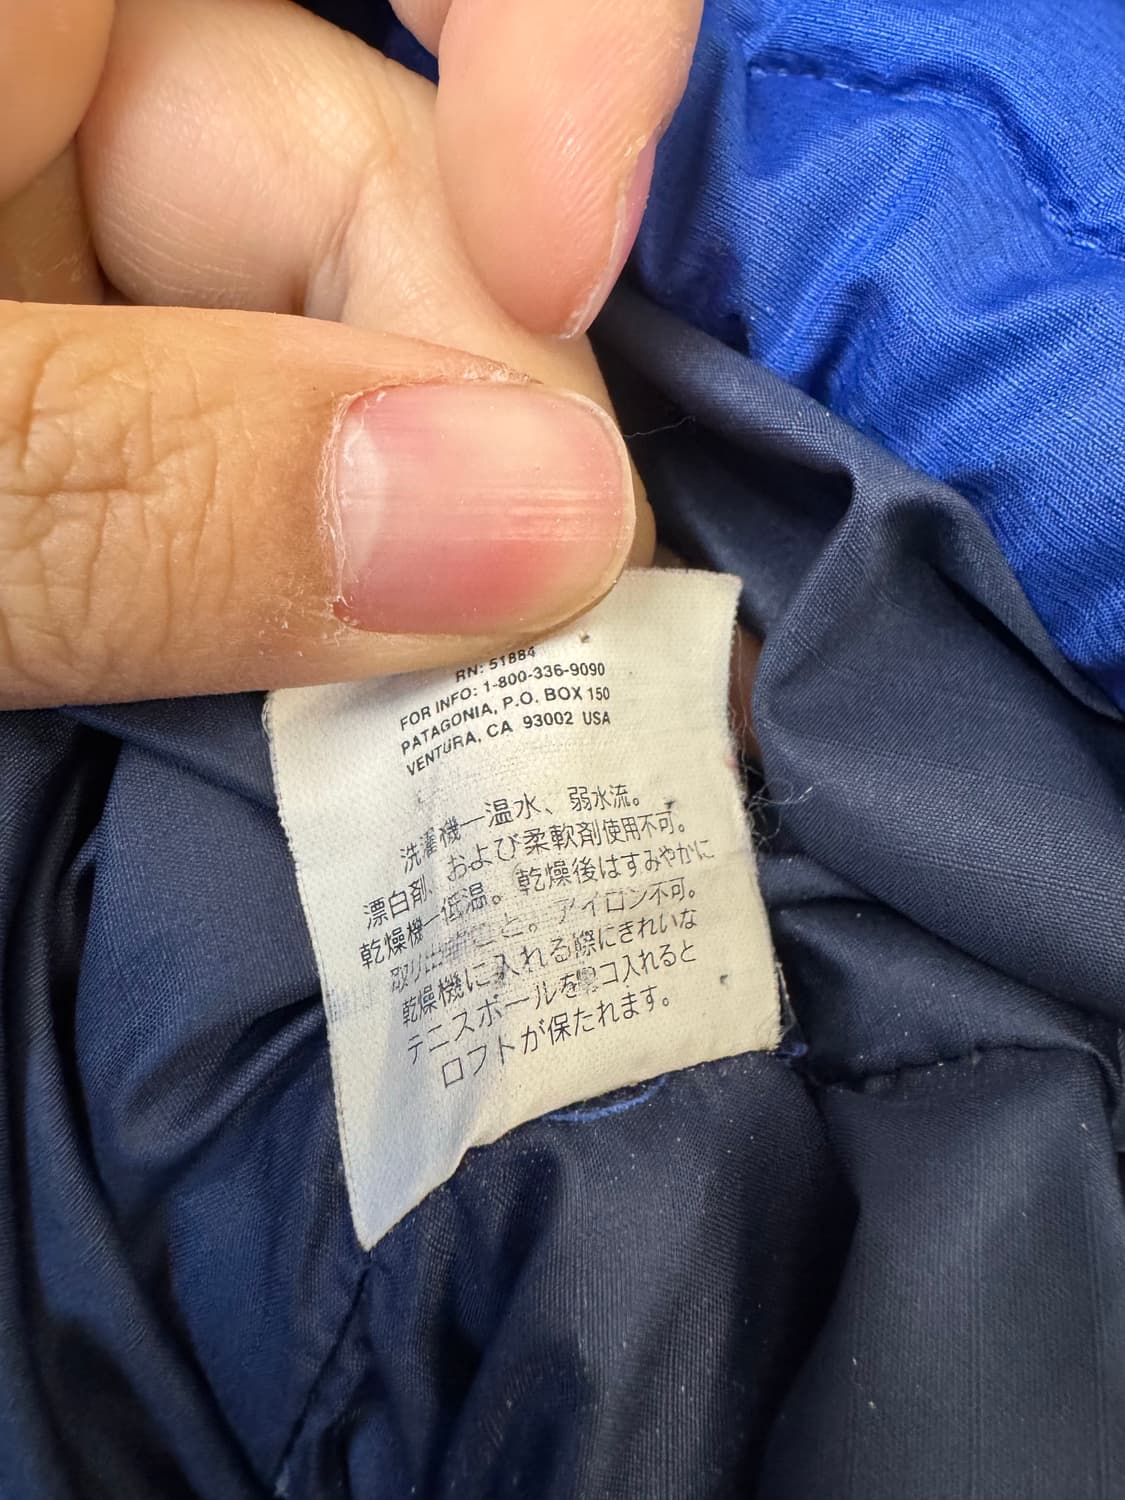 RN: 51884
FOR INFO: 1-800-336-9090
PATAGONIA, P.O. BOX 150
VENTURA, CA 93002 USA
洗濯機—温水、弱水流。
漂白剤、および柔軟剤使用不可。
乾燥機—低温。乾燥後はすみやかに
取り こと。アイロン不可。
乾燥機に入れる際にきれいな
テニスボールを コ入れると
ロフトが保たれます。